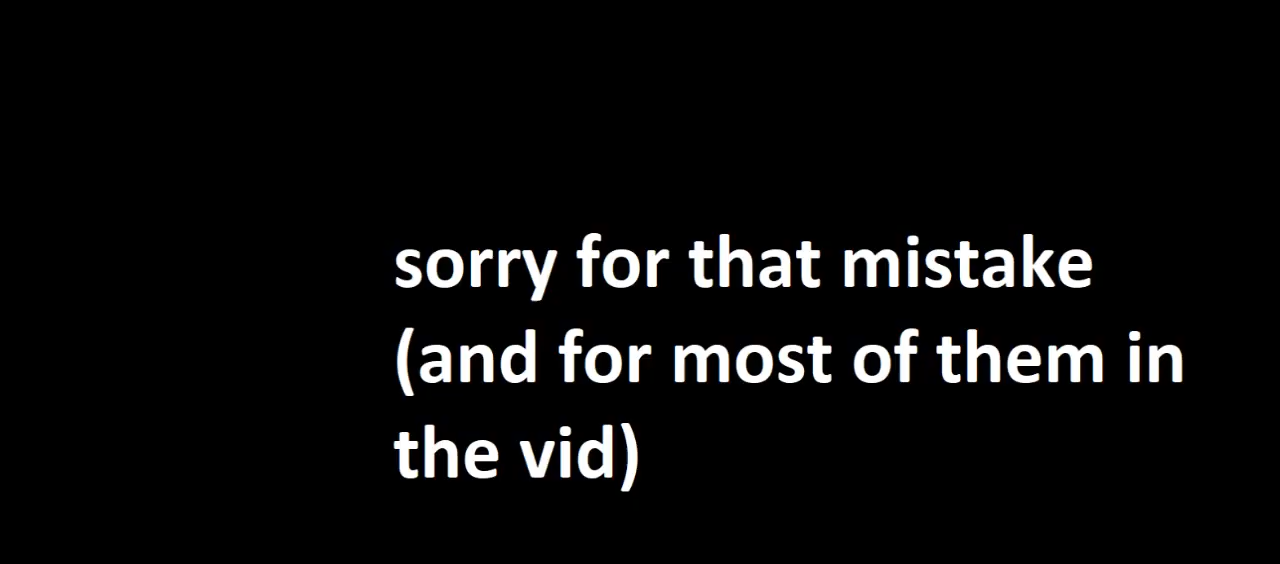 sorry for that mistake
(and for most of them in
the vid)